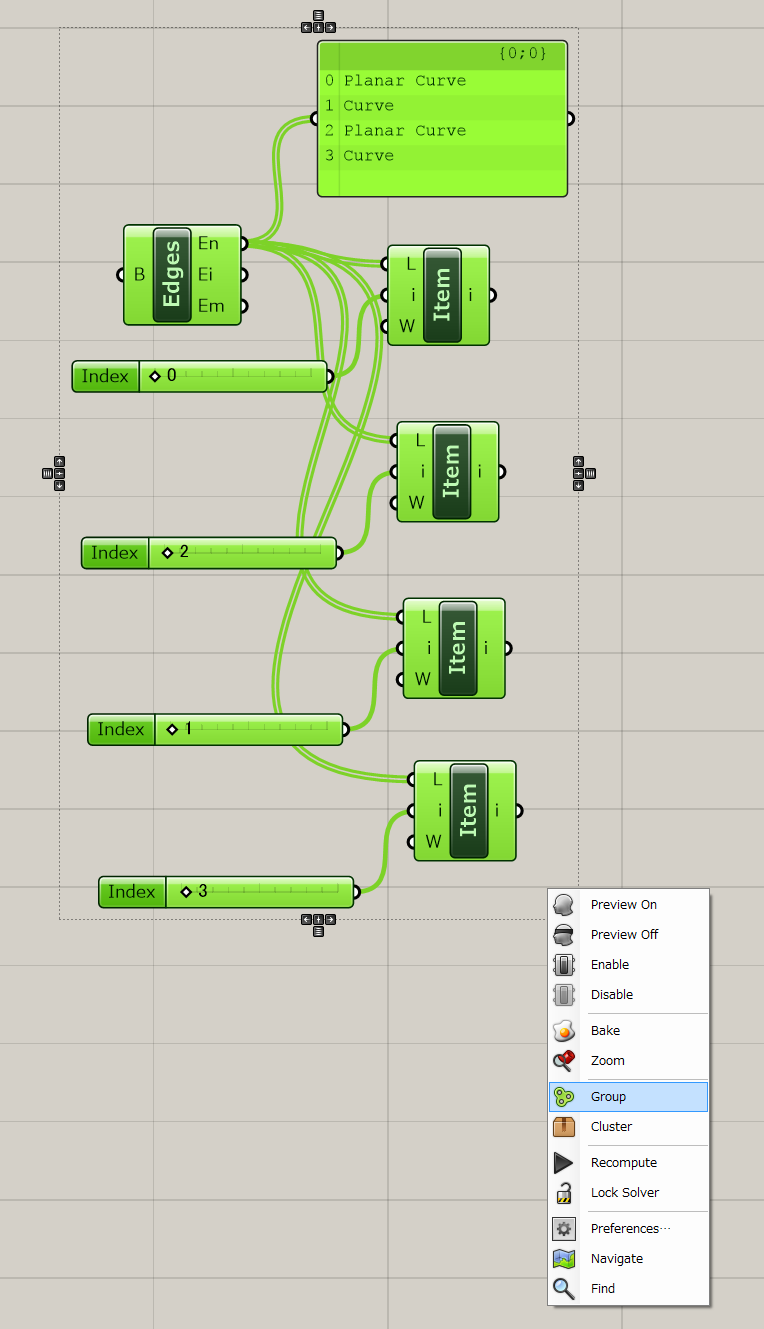 {0;0}
0 Planar Curve
1 Curve
2 Planar Curve
3 Curve
B Edges En
Ei
Em
L Item
i i
W
Index 0
L Item
i i
W
Index 2
L Item
i i
W
Index 1
L Item
i i
W
Index 3
Preview On
Preview Off
Enable
Disable
Bake
Zoom
Group
Cluster
Recompute
Lock Solver
Preferences…
Navigate
Find